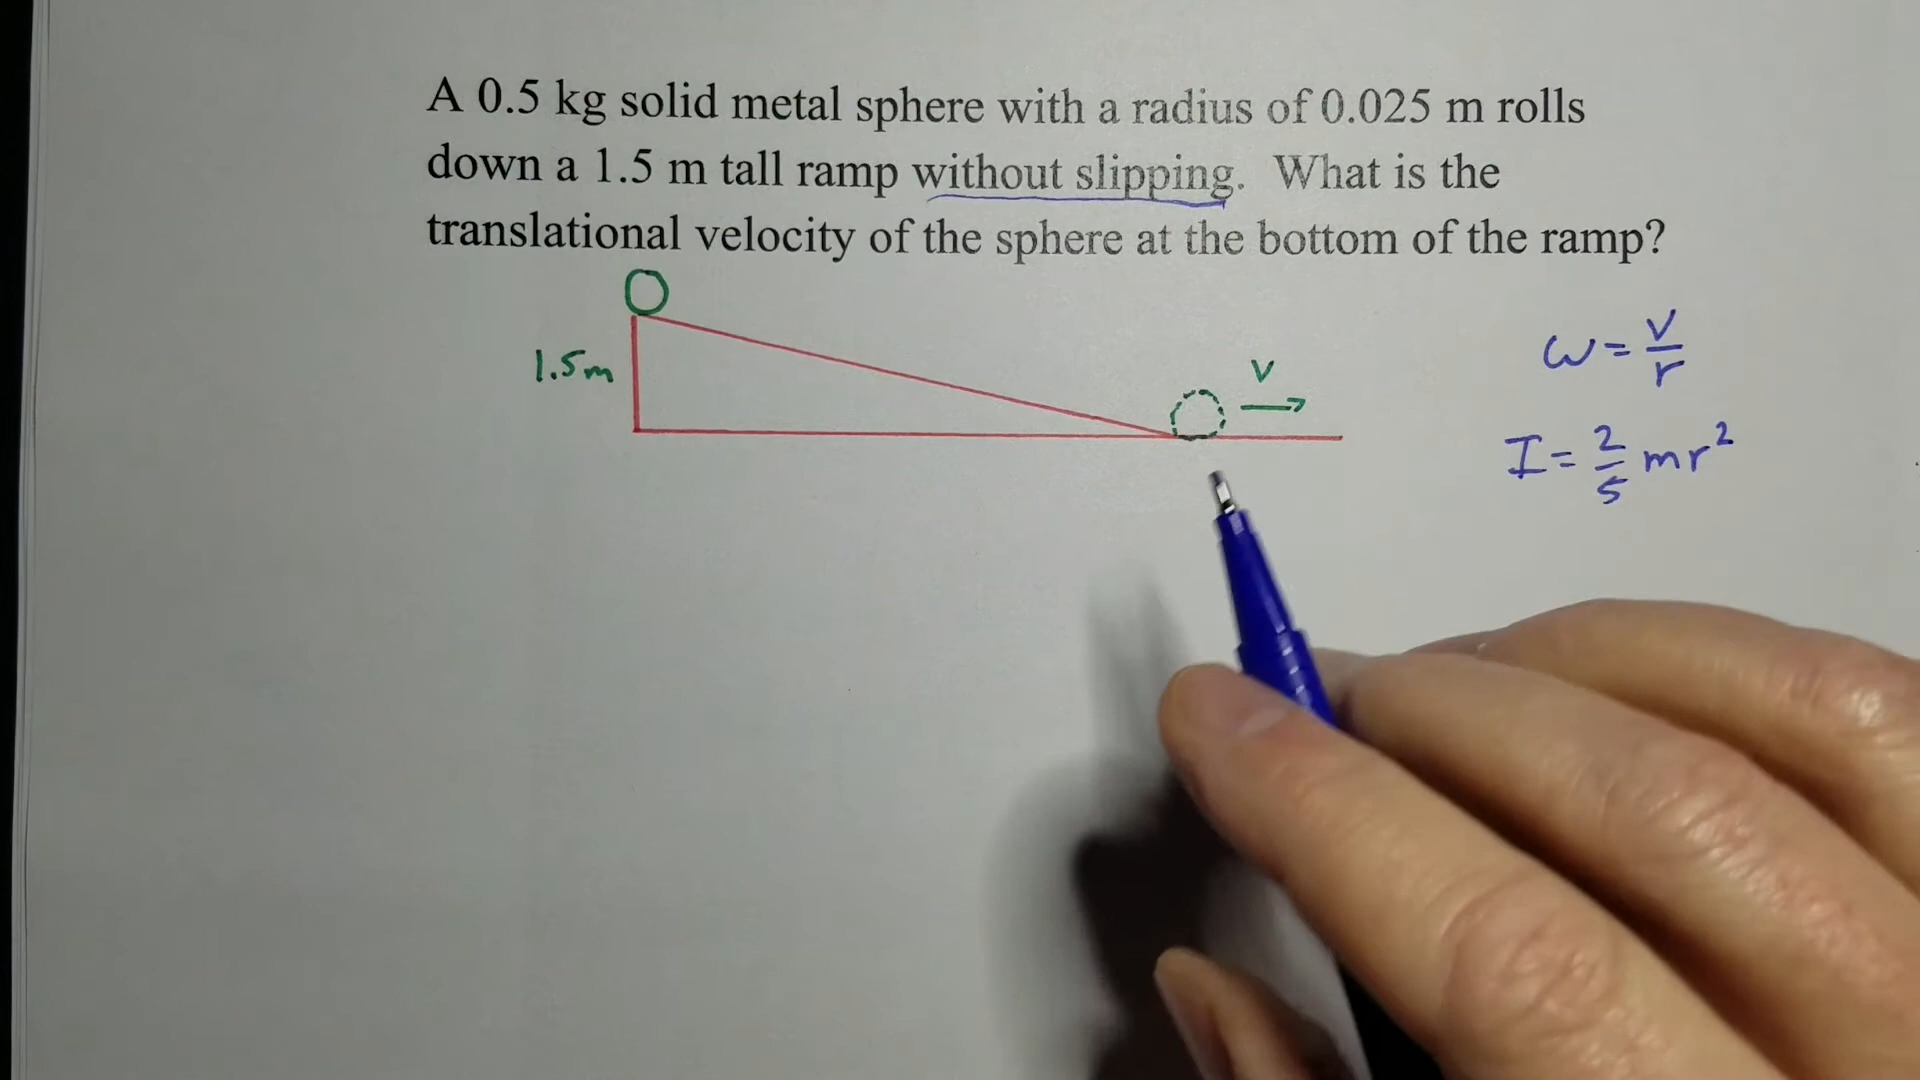 A 0.5 kg solid metal sphere with a radius of 0.025 m rolls
down a 1.5 m tall ramp without slipping. What is the
translational velocity of the sphere at the bottom of the ramp?
1.5m
v
ω = v/r
I = 2/5 mr²